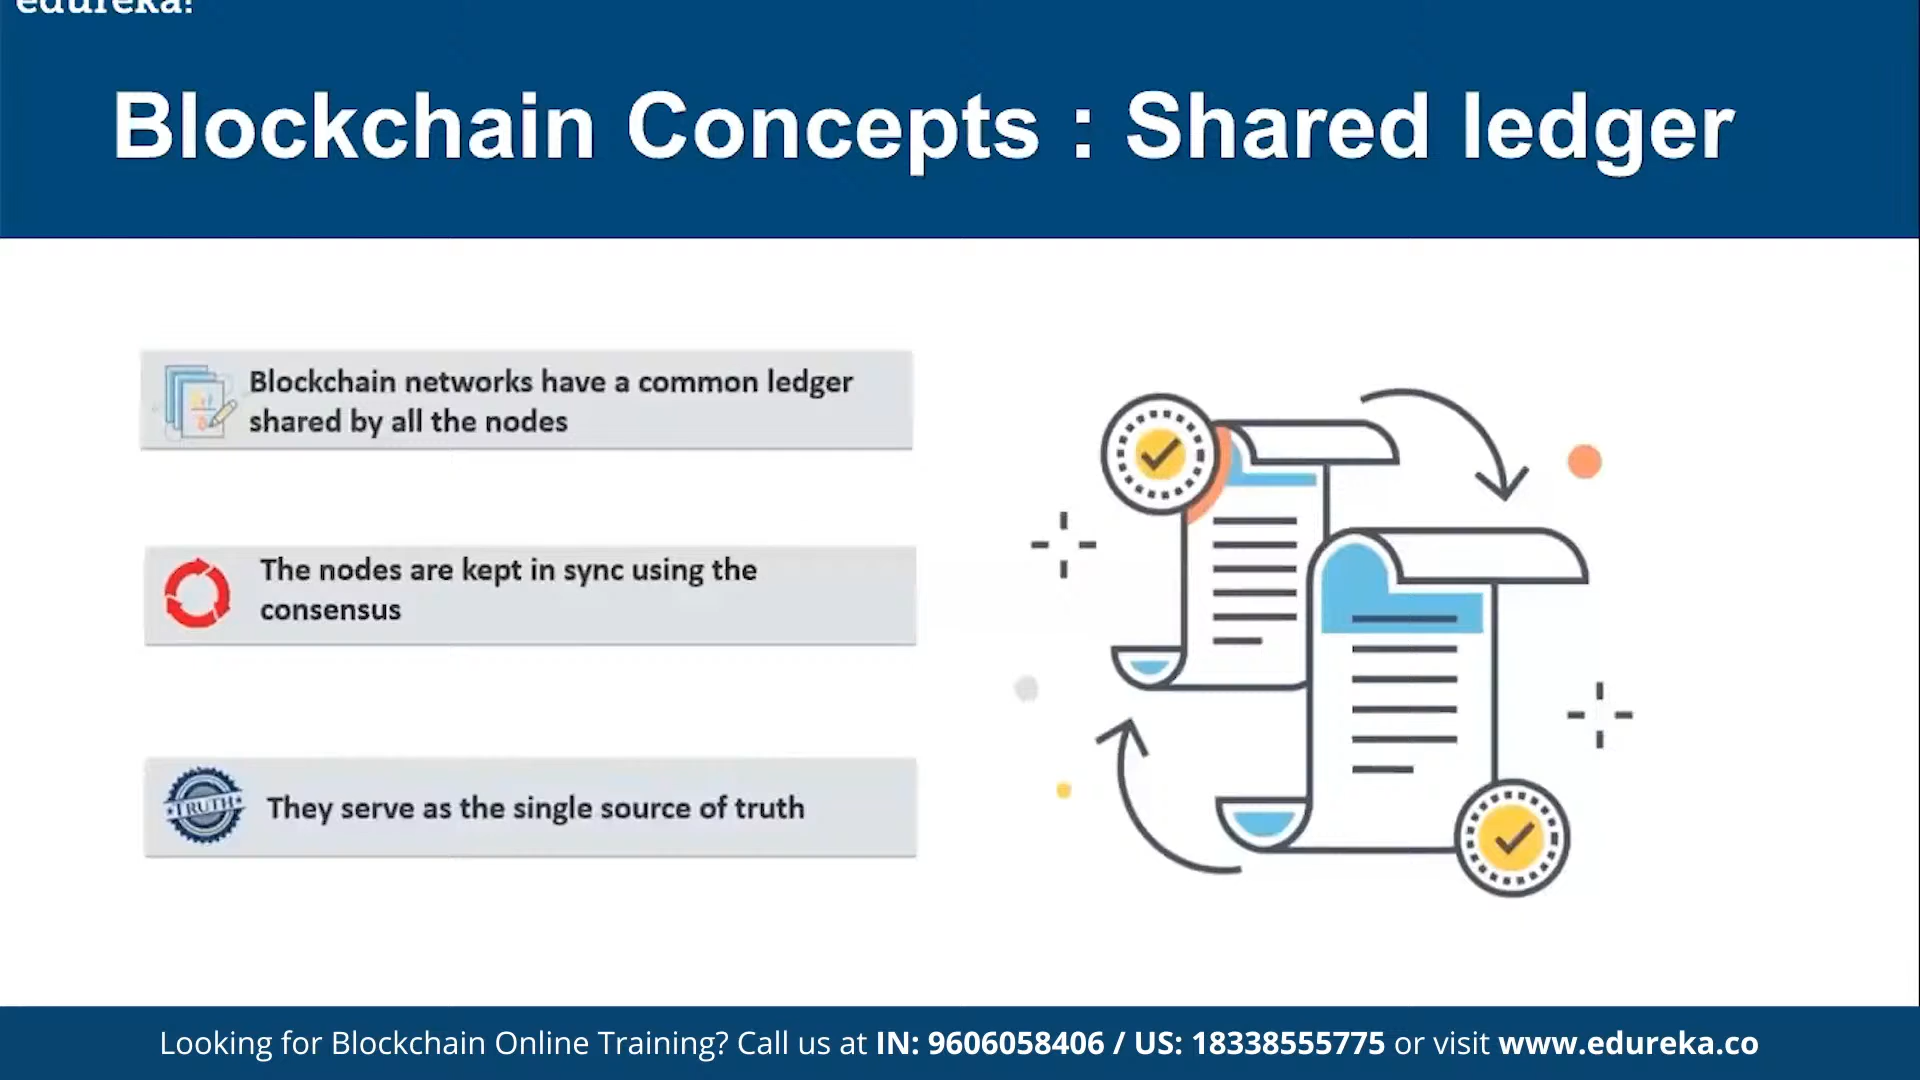 edureka!
Blockchain Concepts : Shared ledger
Blockchain networks have a common ledger
shared by all the nodes
The nodes are kept in sync using the
consensus
TRUTH
They serve as the single source of truth
Looking for Blockchain Online Training? Call us at IN: 9606058406 / US: 18338555775 or visit www.edureka.co